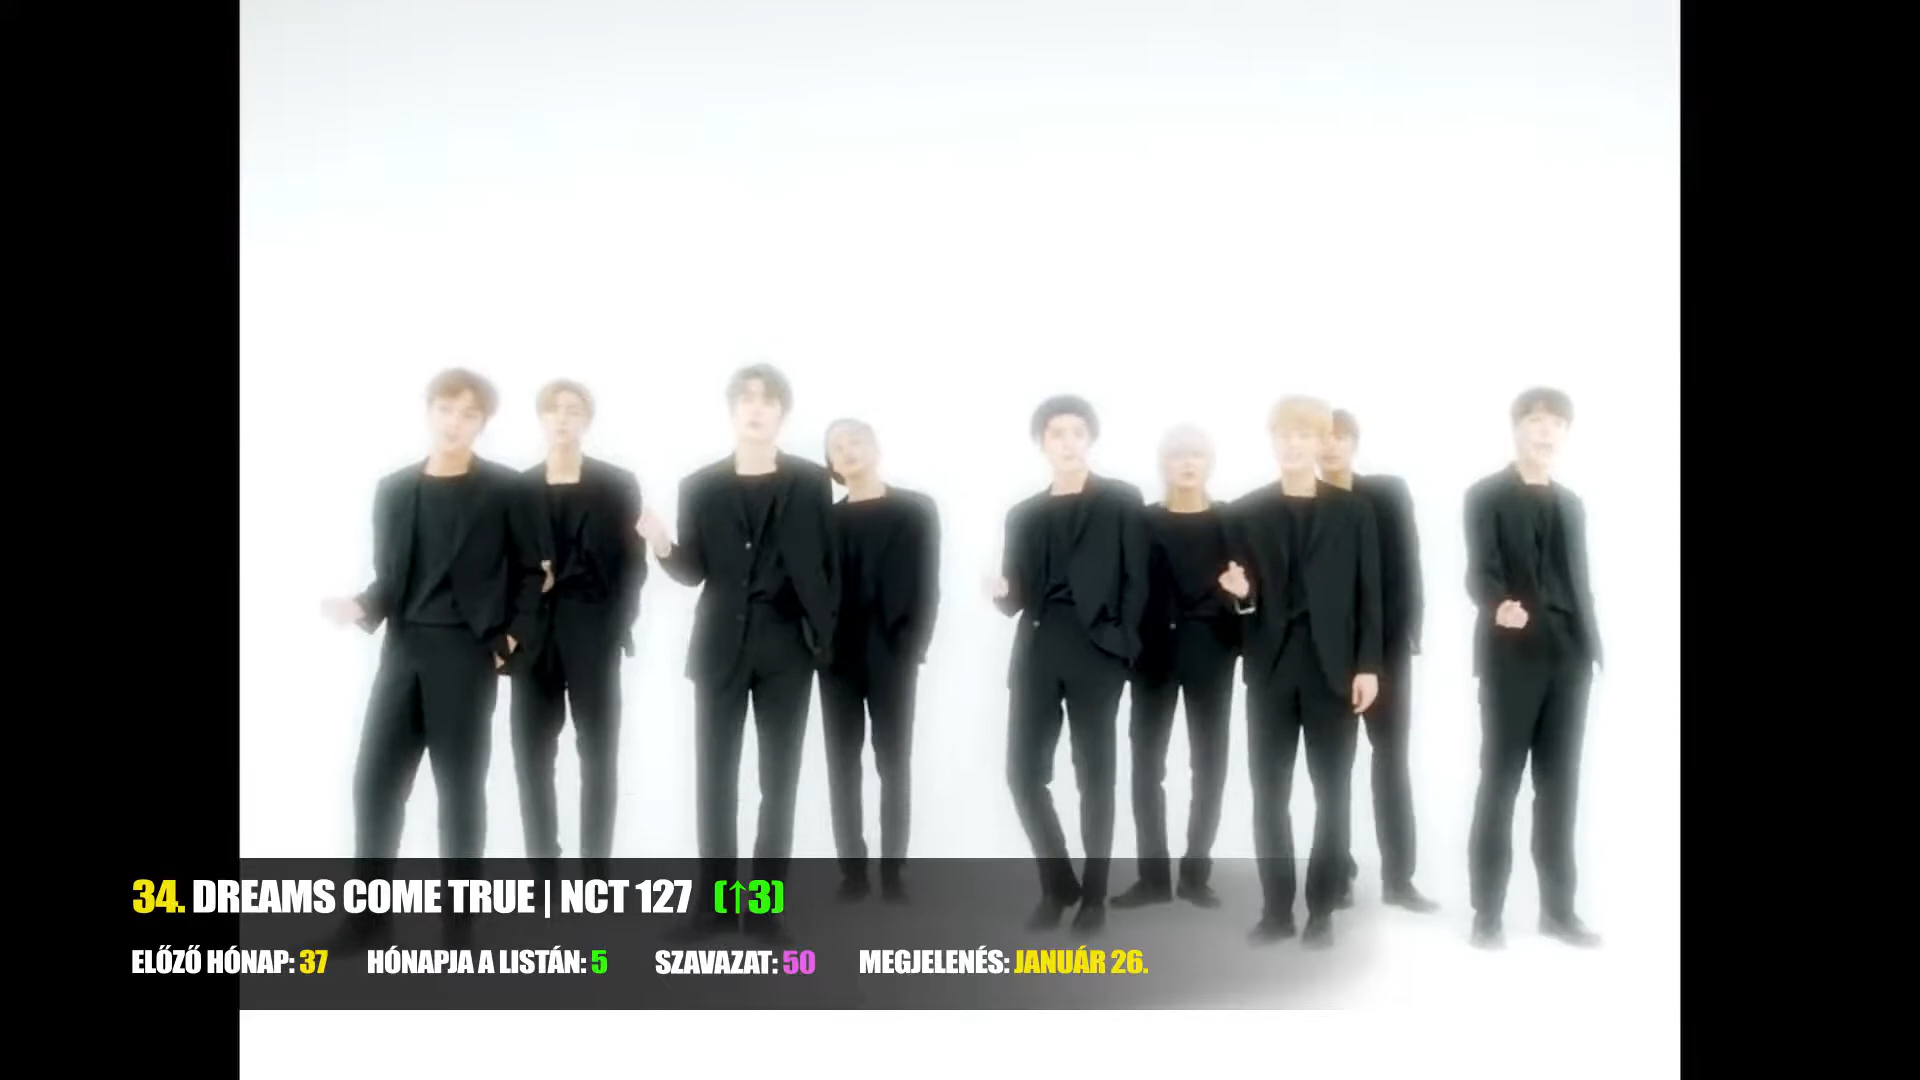 34. DREAMS COME TRUE | NCT 127 (↑3)
ELŐZŐ HÓNAP: 37 HÓNAPJA A LISTÁN: 5 SZAVAZAT: 50 MEGJELENÉS: JANUÁR 26.